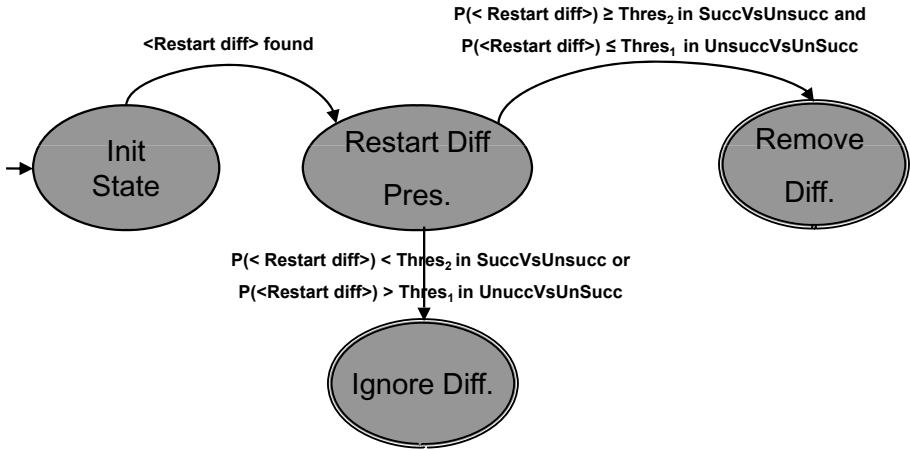 P(< Restart diff>) ≥ Thres₂ in SuccVsUnsucc and
P(<Restart diff>) ≤ Thres₁ in UnsuccVsUnSucc
<Restart diff> found
Init
State
Restart Diff
Pres.
Remove
Diff.
P(< Restart diff>) < Thres₂ in SuccVsUnsucc or
P(<Restart diff>) > Thres₁ in UnuccVsUnSucc
Ignore Diff.